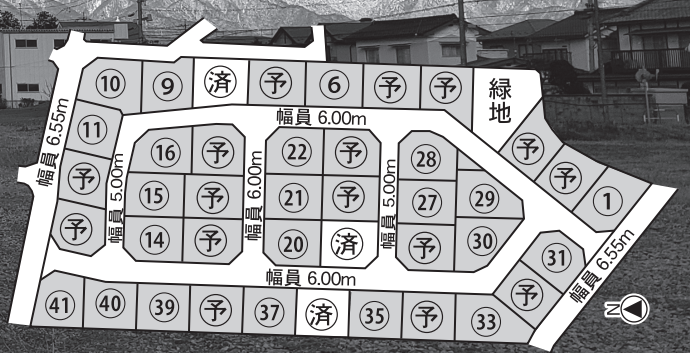 ⑩ ⑨ 済 予 ⑥ 予 予 緑地
幅員 6.55m
⑪ 幅員 6.00m
予
予
幅員 5.00m
⑯ 予
⑮ 予
⑭ 予
幅員 6.00m
㉒ 予
㉑ 予
⑳ 済
幅員 5.00m
㉘
㉗ ㉙
予 ㉚
予
予
①
幅員 6.00m
㉛
予
幅員 6.55m
㊶ ㊵ ㊴ 予 ㊲ 済 ㉟ 予 ㉝
N